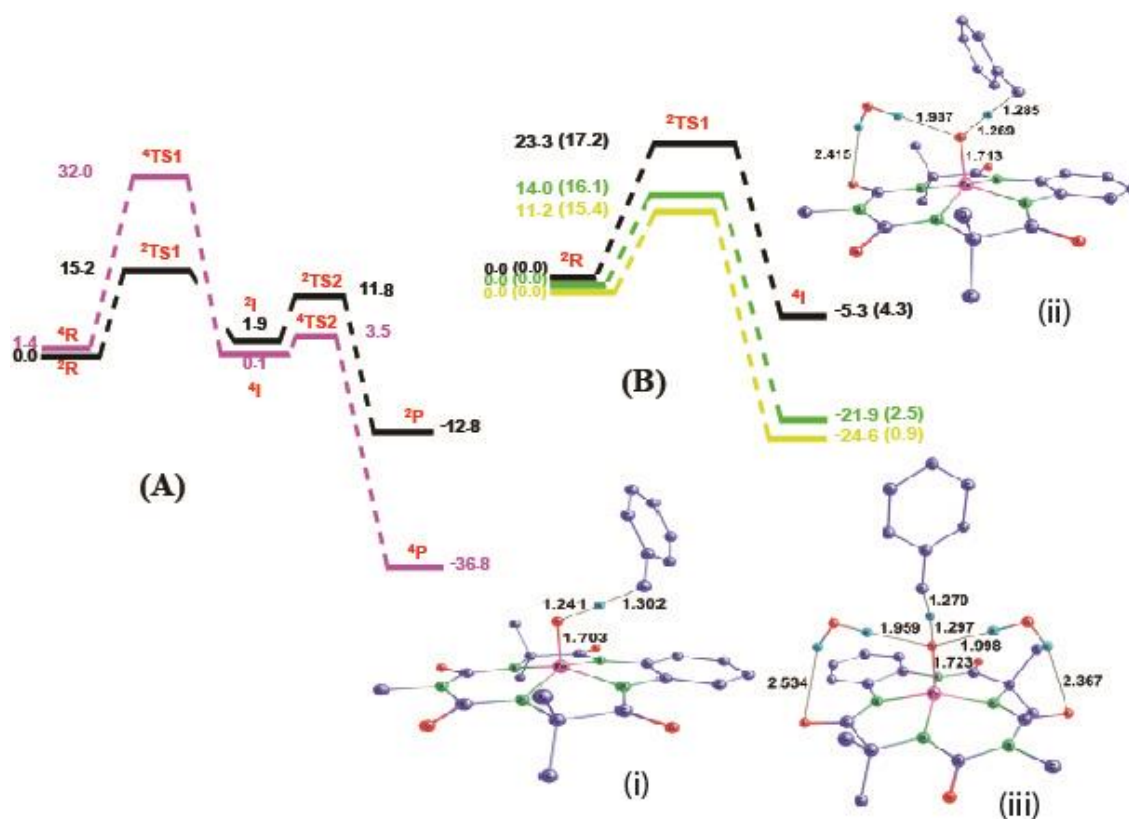 32.0
⁴TS1
15.2
²TS1
²I
1.9
²TS2
11.8
⁴TS2
3.5
1.4
⁴R
0.0
²R
0.1
⁴I
²P
-12.8
(A)
⁴P
-36.8
²TS1
23.3 (17.2)
14.0 (16.1)
11.2 (15.4)
²R
0.0 (0.0)
0.0 (0.0)
0.0 (0.0)
⁴I
-5.3 (4.3)
(B)
-21.9 (2.5)
-24.6 (0.9)
1.285
1.937
1.269
2.415
1.713
(ii)
1.241
1.302
1.703
(i)
1.270
1.959
1.297
1.998
1.723
2.534
2.367
(iii)